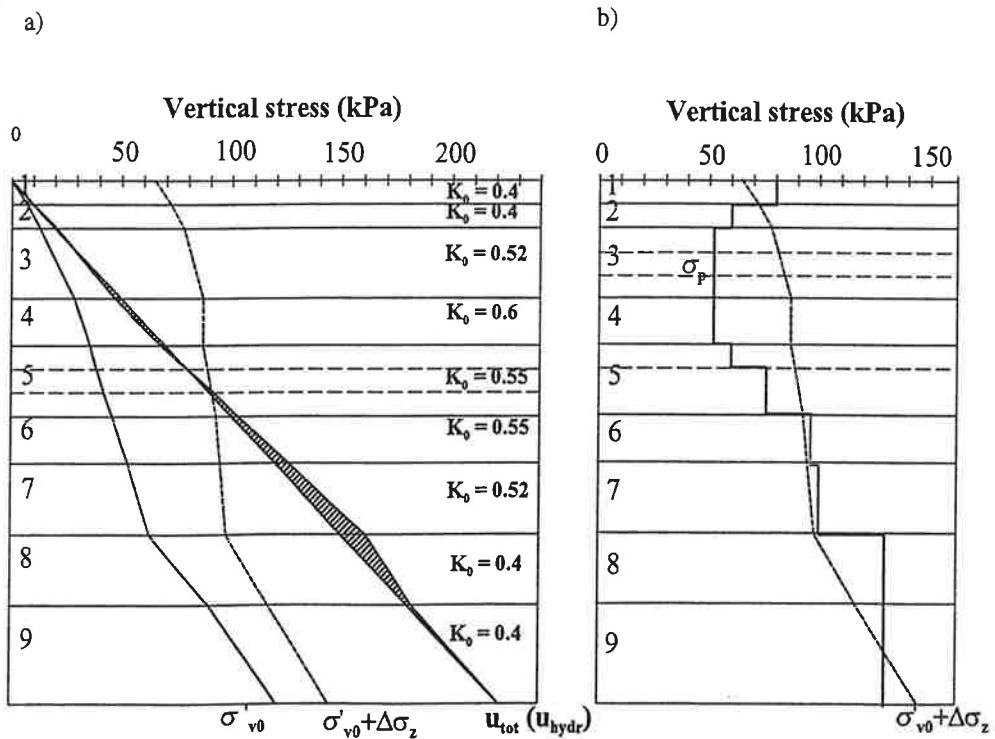 a)
Vertical stress (kPa)
0 50 100 150 200
K₀ = 0.4
2 K₀ = 0.4
3 K₀ = 0.52
4 K₀ = 0.6
5 K₀ = 0.55
6 K₀ = 0.55
7 K₀ = 0.52
8 K₀ = 0.4
9 K₀ = 0.4
σ'v0 σ'v0+Δσz utot (uhydr)
b)
Vertical stress (kPa)
0 50 100 150
1
2
3
σp
4
5
6
7
8
9
σ'v0+Δσz